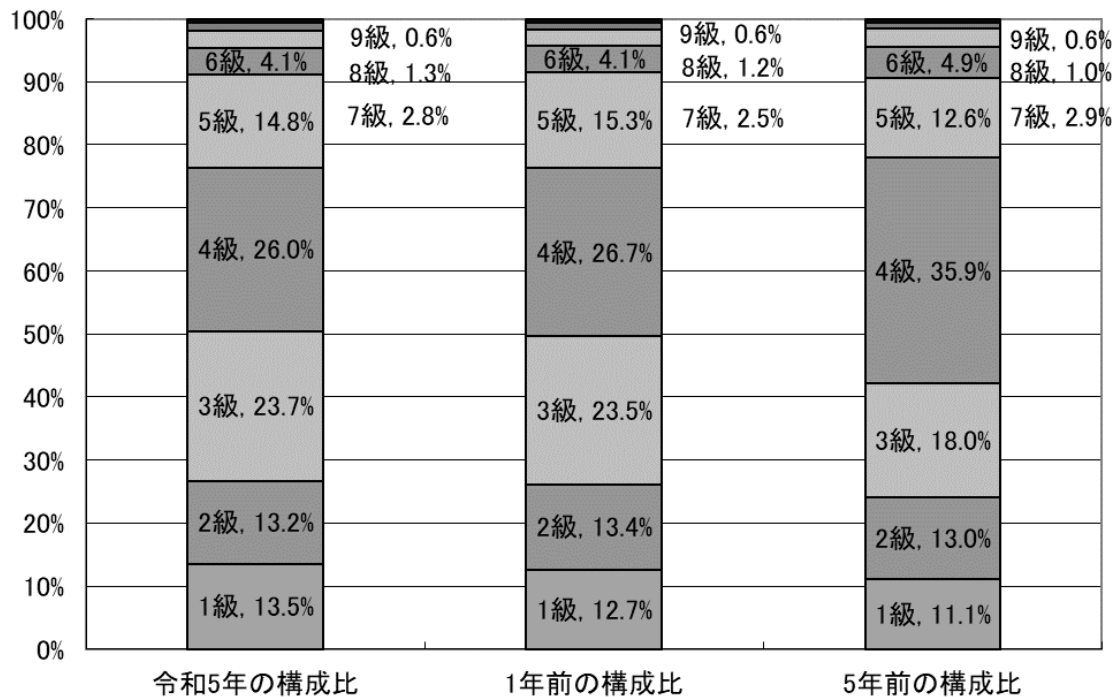 100%
90%
80%
70%
60%
50%
40%
30%
20%
10%
0%
9級, 0.6%
8級, 1.3%
7級, 2.8%
6級, 4.1%
5級, 14.8%
4級, 26.0%
3級, 23.7%
2級, 13.2%
1級, 13.5%
令和5年の構成比
9級, 0.6%
8級, 1.2%
7級, 2.5%
6級, 4.1%
5級, 15.3%
4級, 26.7%
3級, 23.5%
2級, 13.4%
1級, 12.7%
1年前の構成比
9級, 0.6%
8級, 1.0%
7級, 2.9%
6級, 4.9%
5級, 12.6%
4級, 35.9%
3級, 18.0%
2級, 13.0%
1級, 11.1%
5年前の構成比